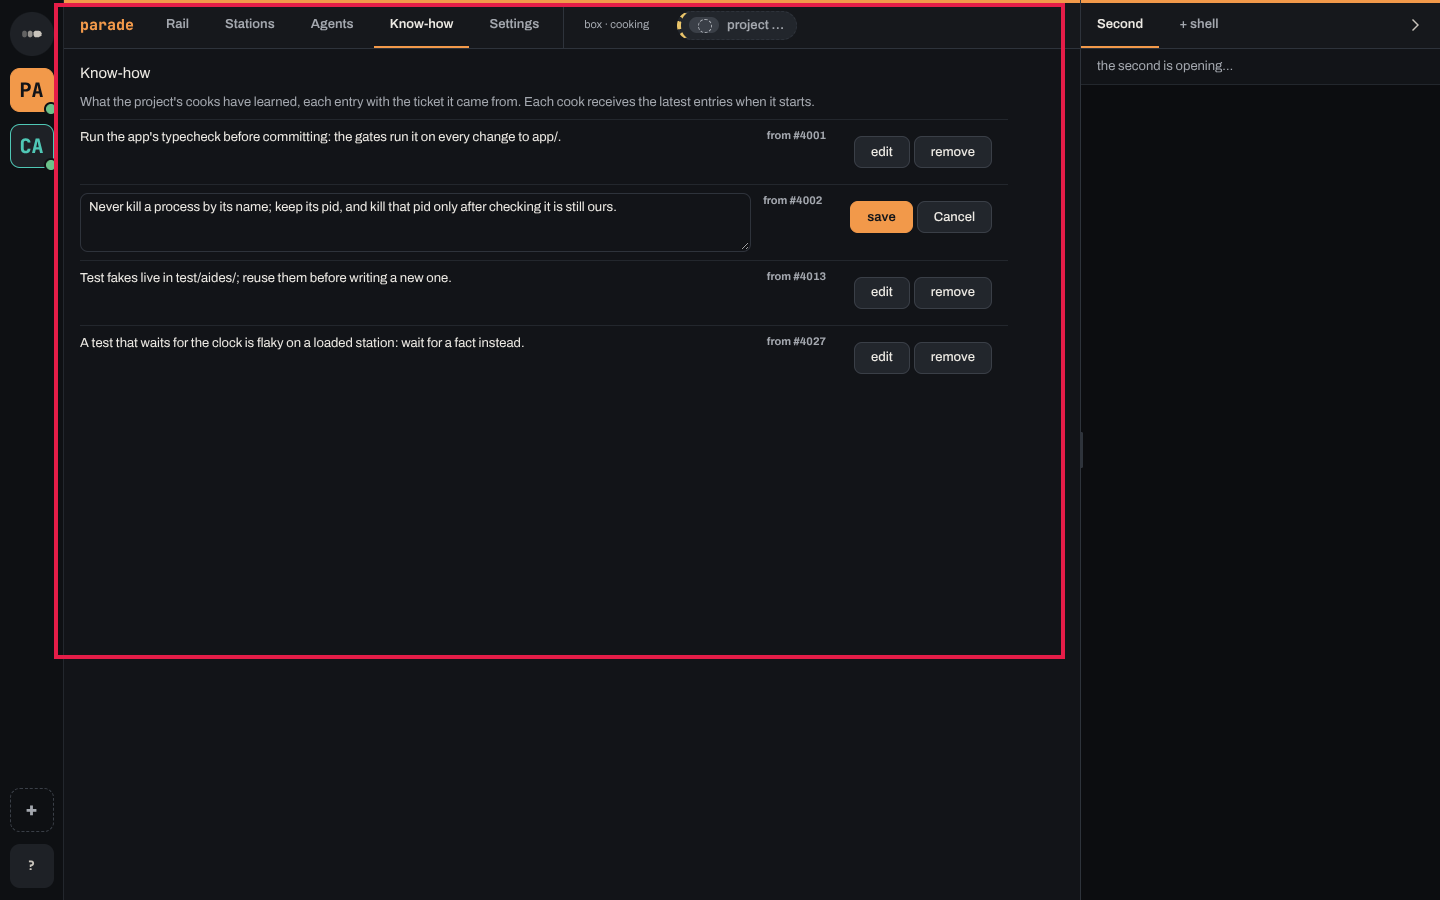 parade Rail Stations Agents Know-how Settings box · cooking project ... Second + shell
PA
CA
Know-how
the second is opening...
What the project's cooks have learned, each entry with the ticket it came from. Each cook receives the latest entries when it starts.
Run the app's typecheck before committing: the gates run it on every change to app/. from #4001 edit remove
Never kill a process by its name; keep its pid, and kill that pid only after checking it is still ours. from #4002 save Cancel
Test fakes live in test/aides/; reuse them before writing a new one. from #4013 edit remove
A test that waits for the clock is flaky on a loaded station: wait for a fact instead. from #4027 edit remove
+
?